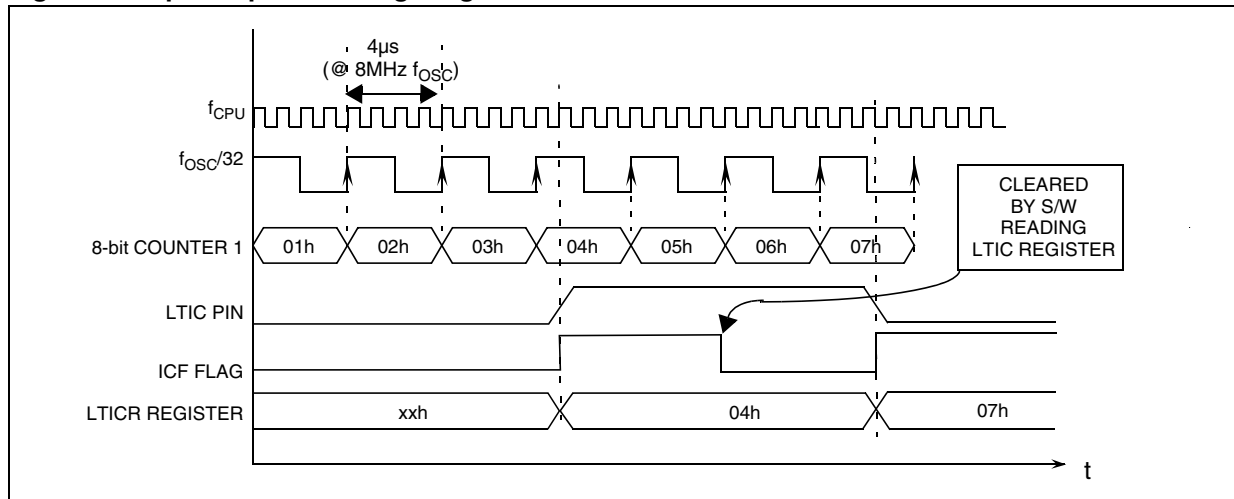 4µs
(@ 8MHz fOSC)
fCPU
fOSC/32
8-bit COUNTER 1
01h 02h 03h 04h 05h 06h 07h
CLEARED
BY S/W
READING
LTIC REGISTER
LTIC PIN
ICF FLAG
LTICR REGISTER
xxh 04h 07h
t